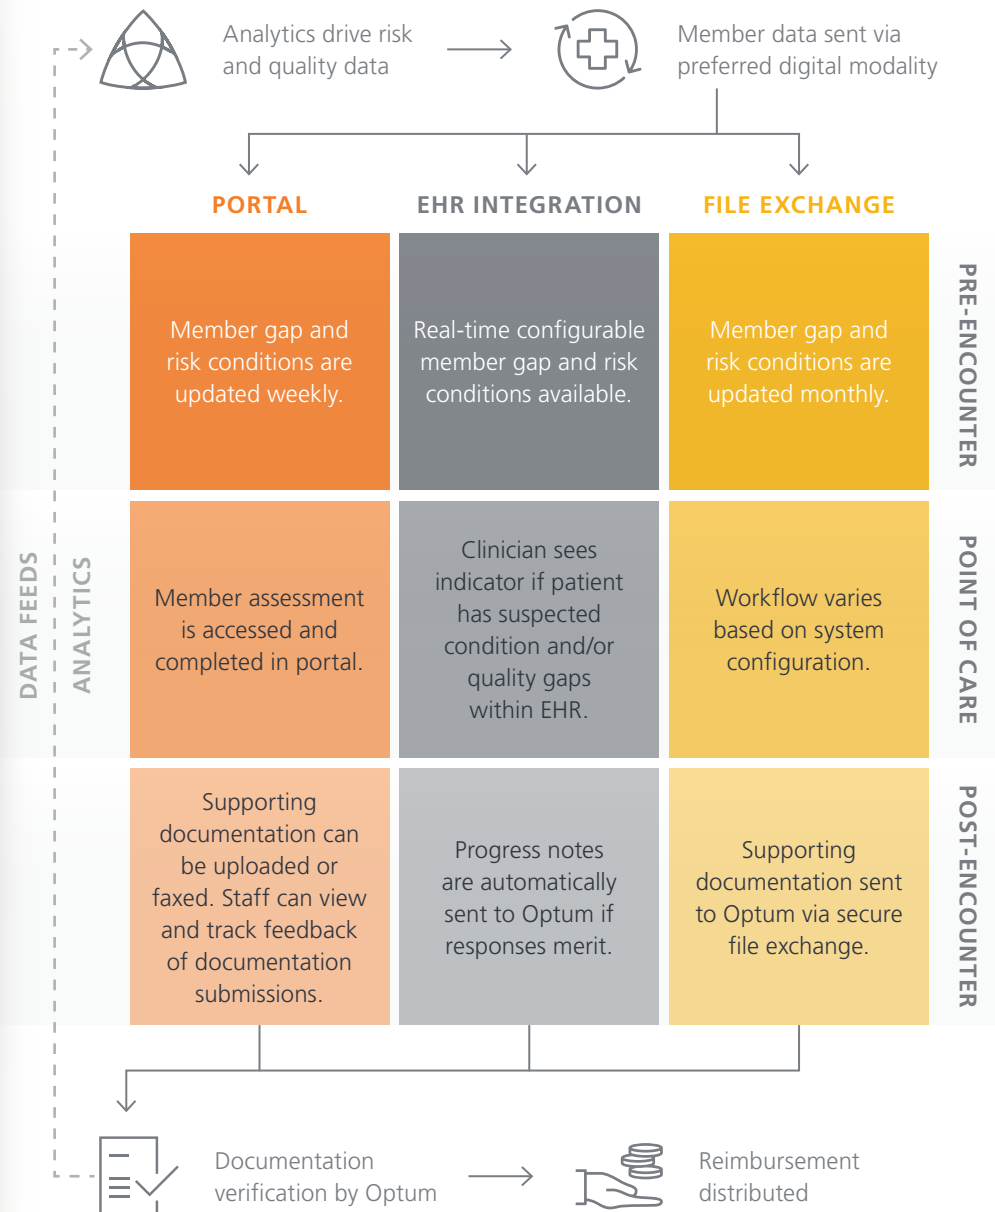 Analytics drive risk
and quality data
Member data sent via
preferred digital modality
PORTAL
EHR INTEGRATION
FILE EXCHANGE
Member gap and
risk conditions are
updated weekly.
Real-time configurable
member gap and risk
conditions available.
Member gap and
risk conditions are
updated monthly.
PRE-ENCOUNTER
DATA FEEDS
ANALYTICS
Member assessment
is accessed and
completed in portal.
Clinician sees
indicator if patient
has suspected
condition and/or
quality gaps
within EHR.
Workflow varies
based on system
configuration.
POINT OF CARE
Supporting
documentation can
be uploaded or
faxed. Staff can view
and track feedback
of documentation
submissions.
Progress notes
are automatically
sent to Optum if
responses merit.
Supporting
documentation sent
to Optum via secure
file exchange.
POST-ENCOUNTER
Documentation
verification by Optum
Reimbursement
distributed